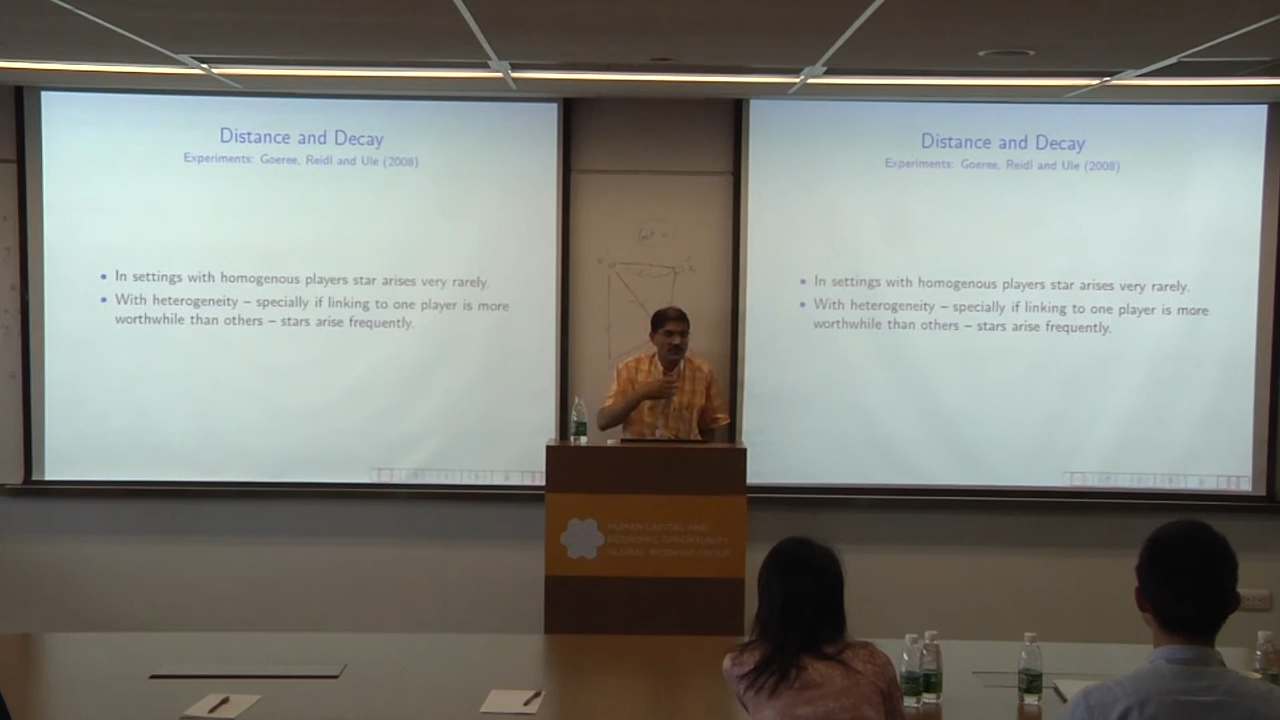 Distance and Decay
Experiments: Goeree, Reidl and Ule (2008)
• In settings with homogenous players star arises very rarely.
• With heterogeneity – specially if linking to one player is more
worthwhile than others – stars arise frequently.
Distance and Decay
Experiments: Goeree, Reidl and Ule (2008)
• In settings with homogenous players star arises very rarely.
• With heterogeneity – specially if linking to one player is more
worthwhile than others – stars arise frequently.
HUMAN CAPITAL AND
ECONOMIC OPPORTUNITY
GLOBAL WORKING GROUP